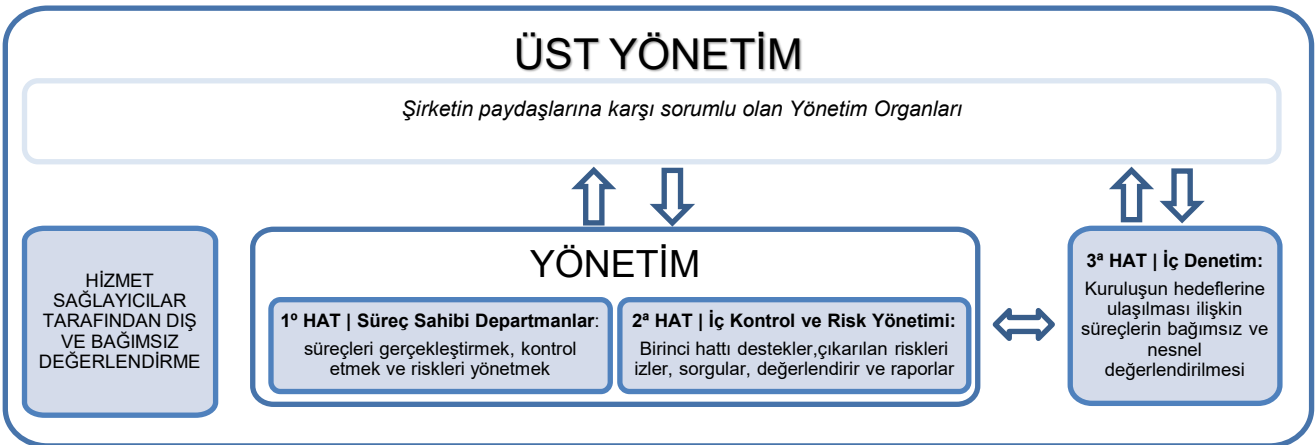 ÜST YÖNETİM
Şirketin paydaşlarına karşı sorumlu olan Yönetim Organları
HİZMET
SAĞLAYICILAR
TARAFINDAN DIŞ
VE BAĞIMSIZ
DEĞERLENDİRME
YÖNETİM
1º HAT | Süreç Sahibi Departmanlar:
süreçleri gerçekleştirmek, kontrol
etmek ve riskleri yönetmek
2ª HAT | İç Kontrol ve Risk Yönetimi:
Birinci hattı destekler,çıkarılan riskleri
izler, sorgular, değerlendirir ve raporlar
3ª HAT | İç Denetim:
Kuruluşun hedeflerine
ulaşılması ilişkin
süreçlerin bağımsız ve
nesnel
değerlendirilmesi